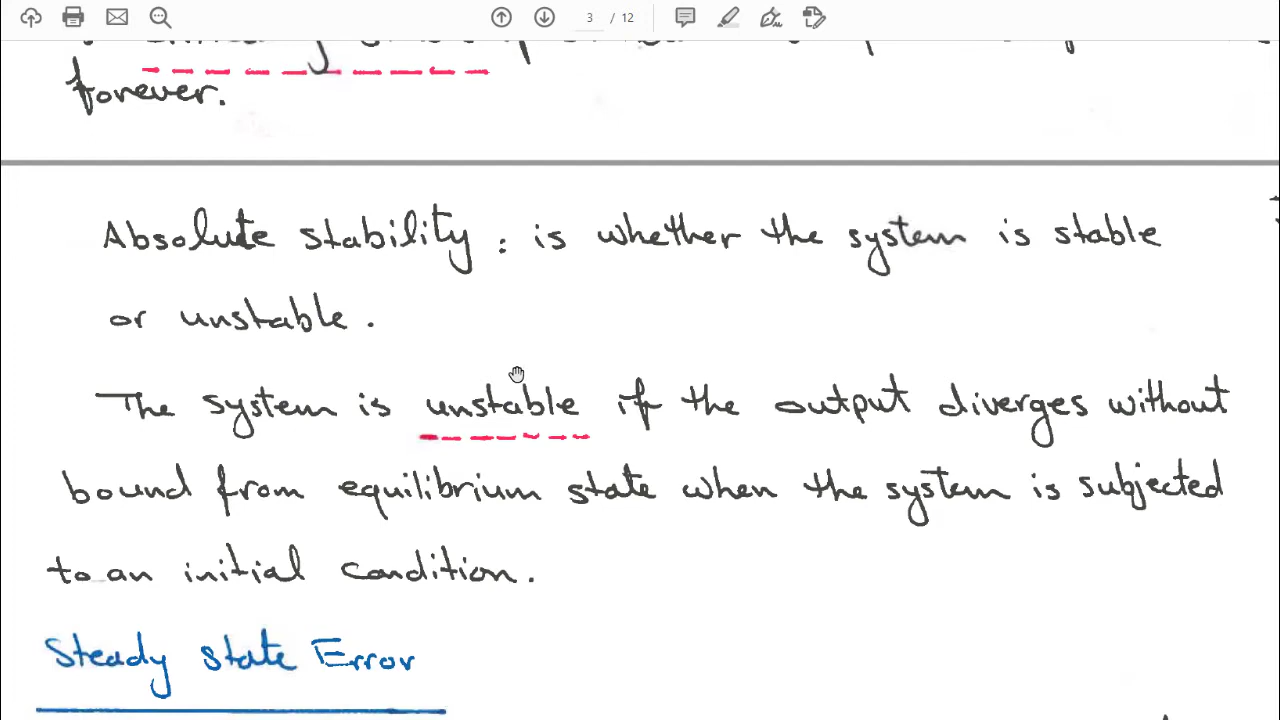 3 / 12
forever.
Absolute stability : is whether the system is stable
or unstable.
The system is unstable if the output diverges without
bound from equilibrium state when the system is subjected
to an initial condition.
Steady state Error